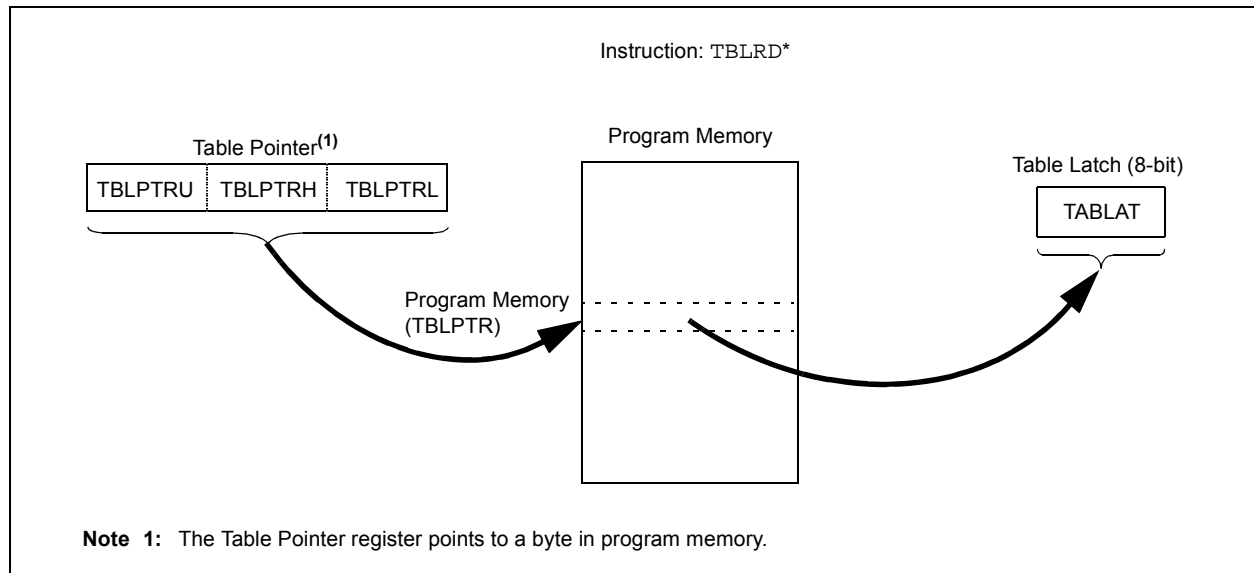 Instruction: TBLRD*
Table Pointer(1)
TBLPTRU TBLPTRH TBLPTRL
Program Memory
Table Latch (8-bit)
TABLAT
Program Memory
(TBLPTR)
Note 1: The Table Pointer register points to a byte in program memory.